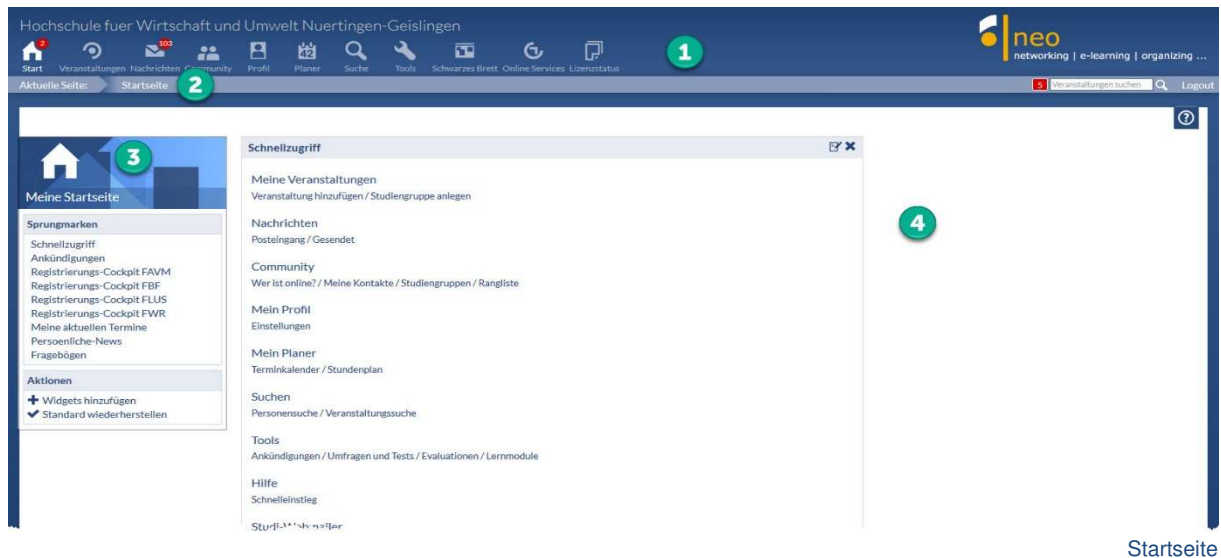 Hochschule fuer Wirtschaft und Umwelt Nuertingen-Geislingen
neo
networking | e-learning | organizing ...
2
103
42
1
Start Veranstaltungen Nachrichten Community Profil Planer Suche Tools Schwarzes Brett Online Services Lizenzstatus
Aktuelle Seite: Startseite 2
5 Veranstaltungen suchen Logout
?
3
Meine Startseite
Sprungmarken
Schnellzugriff
Ankündigungen
Registrierungs-Cockpit FAVM
Registrierungs-Cockpit FBF
Registrierungs-Cockpit FLUS
Registrierungs-Cockpit FWR
Meine aktuellen Termine
Persoenliche-News
Fragebögen
Aktionen
Widgets hinzufügen
Standard wiederherstellen
Schnellzugriff
Meine Veranstaltungen
Veranstaltung hinzufügen / Studiengruppe anlegen
Nachrichten
Posteingang / Gesendet
Community
Wer ist online? / Meine Kontakte / Studiengruppen / Rangliste
Mein Profil
Einstellungen
Mein Planer
Terminkalender / Stundenplan
Suchen
Personensuche / Veranstaltungssuche
Tools
Ankündigungen / Umfragen und Tests / Evaluationen / Lernmodule
Hilfe
Schnelleinstieg
4
Startseite